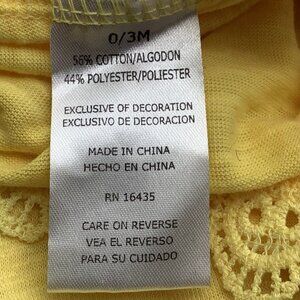 0/3M
56% COTTON/ALGODON
44% POLYESTER/POLIESTER
EXCLUSIVE OF DECORATION
EXCLUSIVO DE DECORACION
MADE IN CHINA
HECHO EN CHINA
RN 16435
CARE ON REVERSE
VEA EL REVERSO
PARA SU CUIDADO